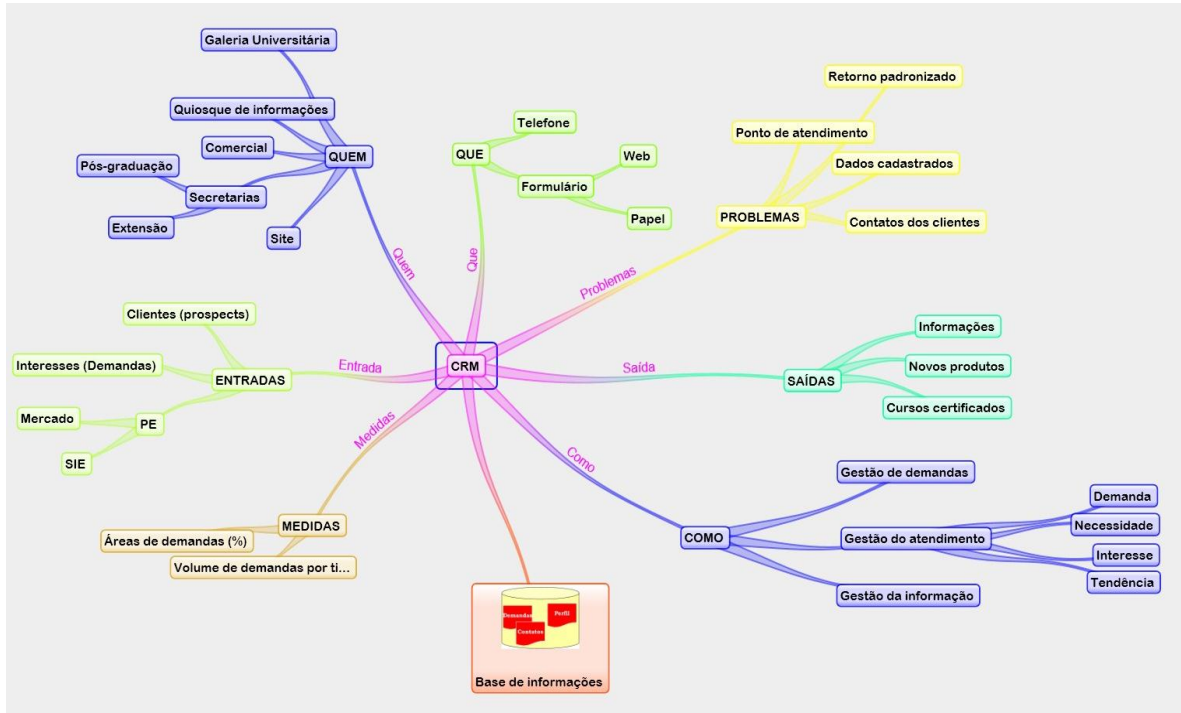 Galeria Universitária
Quiosque de informações
Comercial
QUEM
Pós-graduação
Secretarias
Extensão
Site
Quem
Telefone
QUE
Web
Formulário
Papel
Que
Retorno padronizado
Ponto de atendimento
Dados cadastrados
PROBLEMAS
Contatos dos clientes
Problemas
Clientes (prospects)
Interesses (Demandas)
ENTRADAS
Mercado
PE
SIE
Entrada
CRM
Saída
Informações
Novos produtos
SAÍDAS
Cursos certificados
Medidas
MEDIDAS
Áreas de demandas (%)
Volume de demandas por ti...
Como
Gestão de demandas
COMO
Gestão do atendimento
Demanda
Necessidade
Interesse
Tendência
Gestão da informação
Demandas
Perfil
Contatos
Base de informações